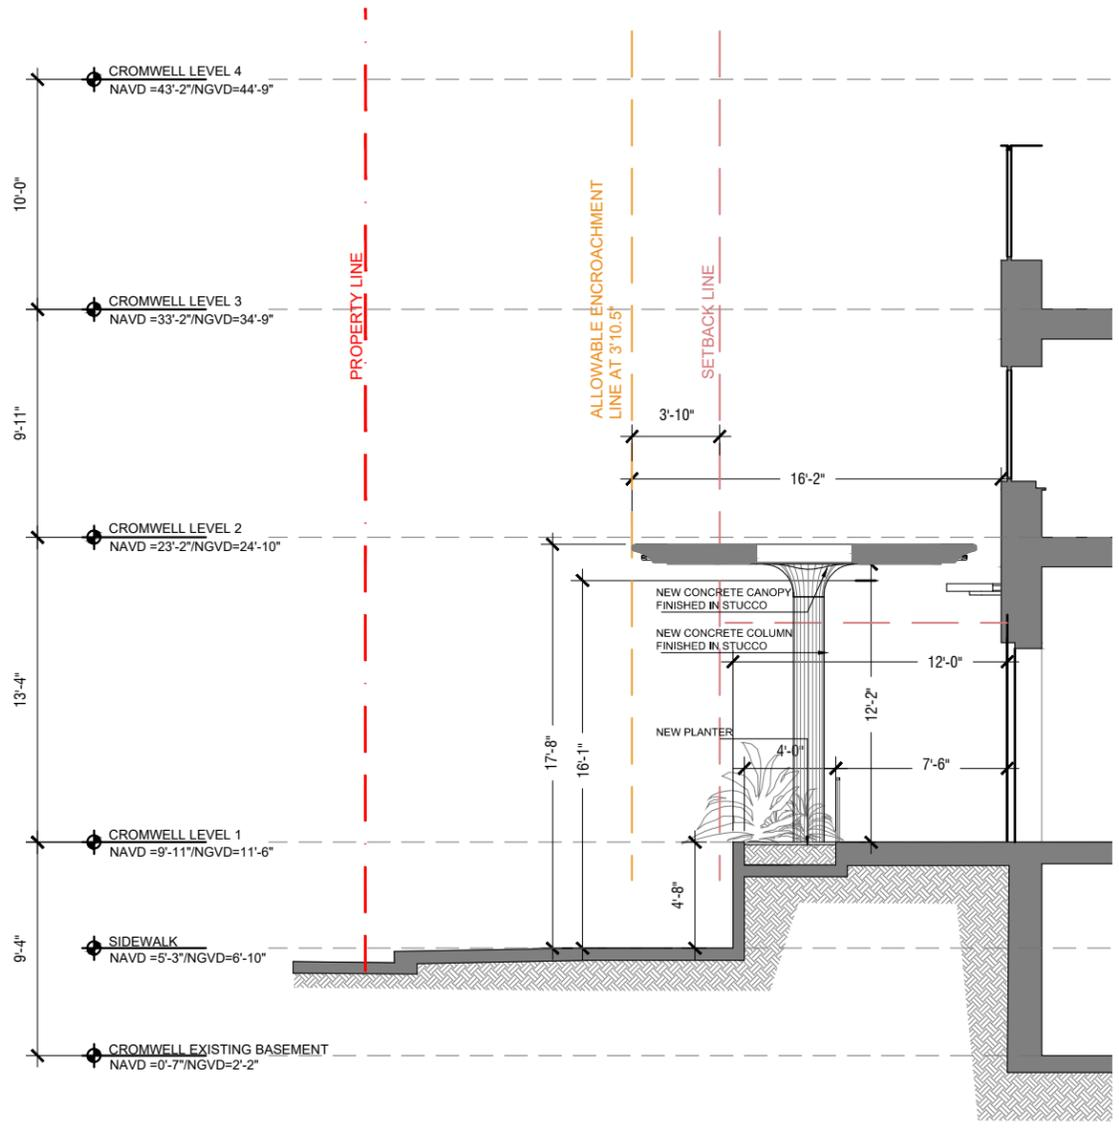 CROMWELL LEVEL 4
NAVD =43'-2"/NGVD=44'-9"
10'-0"
CROMWELL LEVEL 3
NAVD =33'-2"/NGVD=34'-9"
PROPERTY LINE
ALLOWABLE ENCROACHMENT
LINE AT 3'10.5"
SETBACK LINE
9'-11"
3'-10"
16'-2"
CROMWELL LEVEL 2
NAVD =23'-2"/NGVD=24'-10"
NEW CONCRETE CANOPY
FINISHED IN STUCCO
NEW CONCRETE COLUMN
FINISHED IN STUCCO
12'-0"
13'-4"
12'-2"
NEW PLANTER
4'-0"
17'-8"
16'-1"
7'-6"
CROMWELL LEVEL 1
NAVD =9'-11"/NGVD=11'-6"
4'-8"
9'-4"
SIDEWALK
NAVD =5'-3"/NGVD=6'-10"
CROMWELL EXISTING BASEMENT
NAVD =0'-7"/NGVD=2'-2"